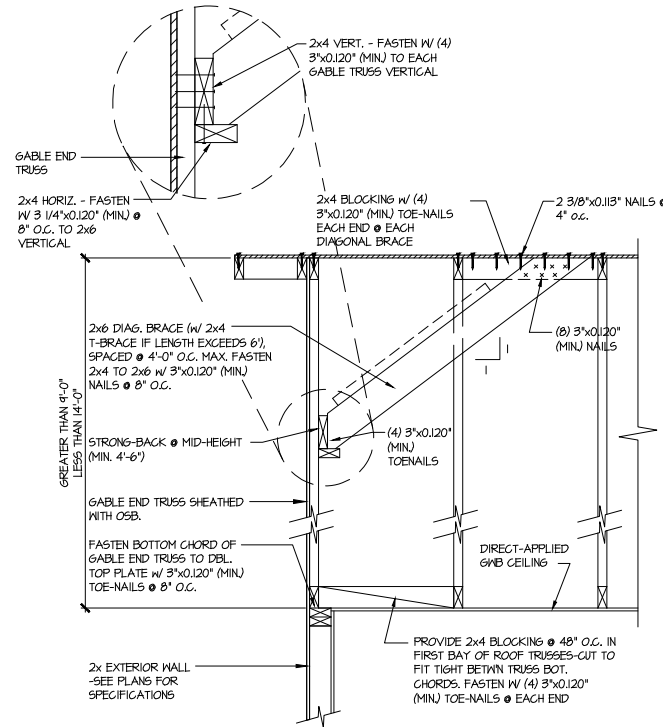 2x4 VERT. - FASTEN W/ (4)
3"x0.120" (MIN.) TO EACH
GABLE TRUSS VERTICAL
GABLE END
TRUSS
2x4 HORIZ. - FASTEN
W/ 3 1/4"x0.120" (MIN.) @
8" O.C. TO 2x6
VERTICAL
2x4 BLOCKING W/ (4)
3"x0.120" (MIN.) TOE-NAILS
EACH END @ EACH
DIAGONAL BRACE
2 3/8"x0.113" NAILS @
4" o.c.
2x6 DIAG. BRACE (W/ 2x4
T-BRACE IF LENGTH EXCEEDS 6'),
SPACED @ 4'-0" O.C. MAX. FASTEN
2x4 TO 2x6 W/ 3"x0.120" (MIN.)
NAILS @ 8" O.C.
(8) 3"x0.120"
(MIN.) NAILS
GREATER THAN 9'-0"
LESS THAN 14'-0"
STRONG-BACK @ MID-HEIGHT
(MIN. 4'-6")
(4) 3"x0.120"
(MIN.)
TOENAILS
GABLE END TRUSS SHEATHED
WITH OSB.
FASTEN BOTTOM CHORD OF
GABLE END TRUSS TO DBL.
TOP PLATE W/ 3"x0.120" (MIN.)
TOE-NAILS @ 8" O.C.
DIRECT-APPLIED
GWB CEILING
2x EXTERIOR WALL
-SEE PLANS FOR
SPECIFICATIONS
PROVIDE 2x4 BLOCKING @ 48" O.C. IN
FIRST BAY OF ROOF TRUSSES-CUT TO
FIT TIGHT BETW'N TRUSS BOT.
CHORDS. FASTEN W/ (4) 3"x0.120"
(MIN.) TOE-NAILS @ EACH END